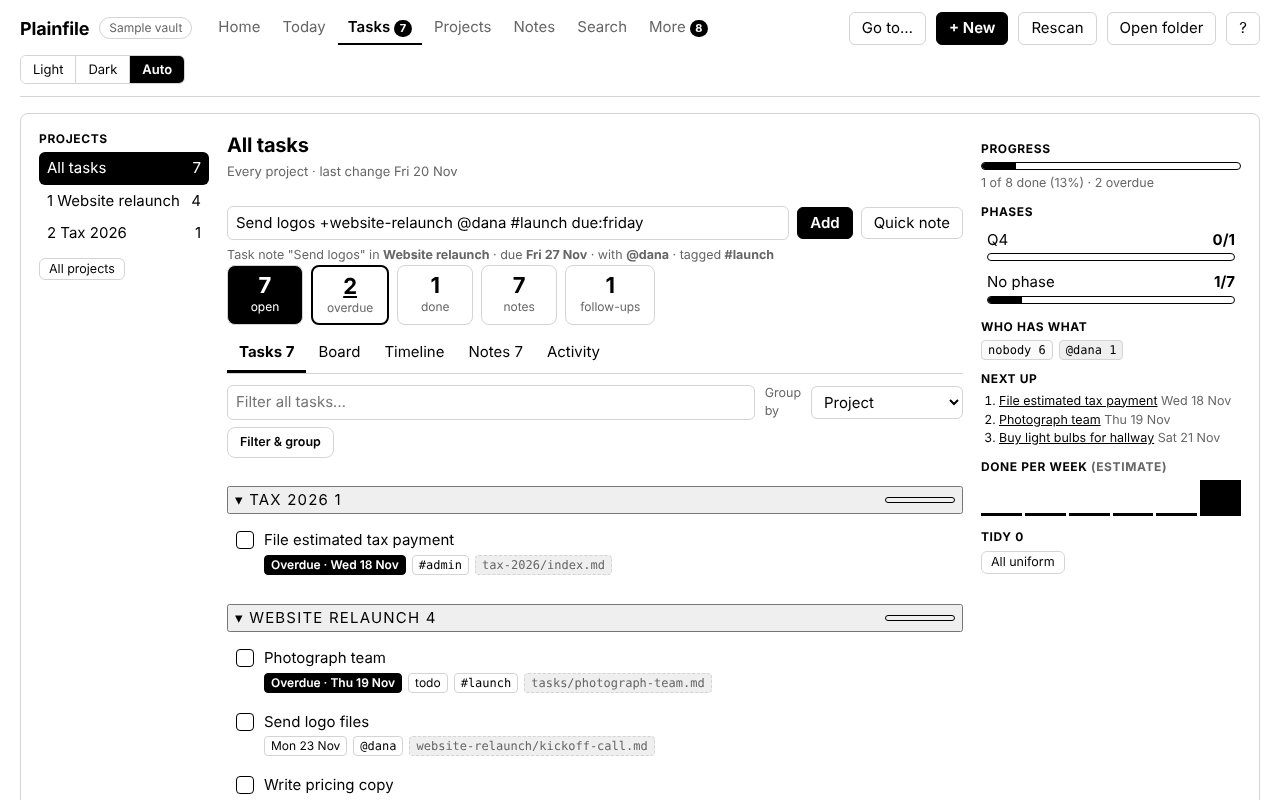 Plainfile Sample vault Home Today Tasks 7 Projects Notes Search More 8 Go to... + New Rescan Open folder ?
Light Dark Auto
PROJECTS
All tasks 7
1 Website relaunch 4
2 Tax 2026 1
All projects
All tasks
Every project · last change Fri 20 Nov
Send logos +website-relaunch @dana #launch due:friday Add Quick note
Task note "Send logos" in Website relaunch · due Fri 27 Nov · with @dana · tagged #launch
7 open
2 overdue
1 done
7 notes
1 follow-ups
Tasks 7 Board Timeline Notes 7 Activity
Filter all tasks... Group by Project
Filter & group
▾ TAX 2026 1
File estimated tax payment
Overdue · Wed 18 Nov #admin tax-2026/index.md
▾ WEBSITE RELAUNCH 4
Photograph team
Overdue · Thu 19 Nov todo #launch tasks/photograph-team.md
Send logo files
Mon 23 Nov @dana website-relaunch/kickoff-call.md
Write pricing copy
PROGRESS
1 of 8 done (13%) · 2 overdue
PHASES
Q4 0/1
No phase 1/7
WHO HAS WHAT
nobody 6 @dana 1
NEXT UP
1. File estimated tax payment Wed 18 Nov
2. Photograph team Thu 19 Nov
3. Buy light bulbs for hallway Sat 21 Nov
DONE PER WEEK (ESTIMATE)
TIDY 0
All uniform